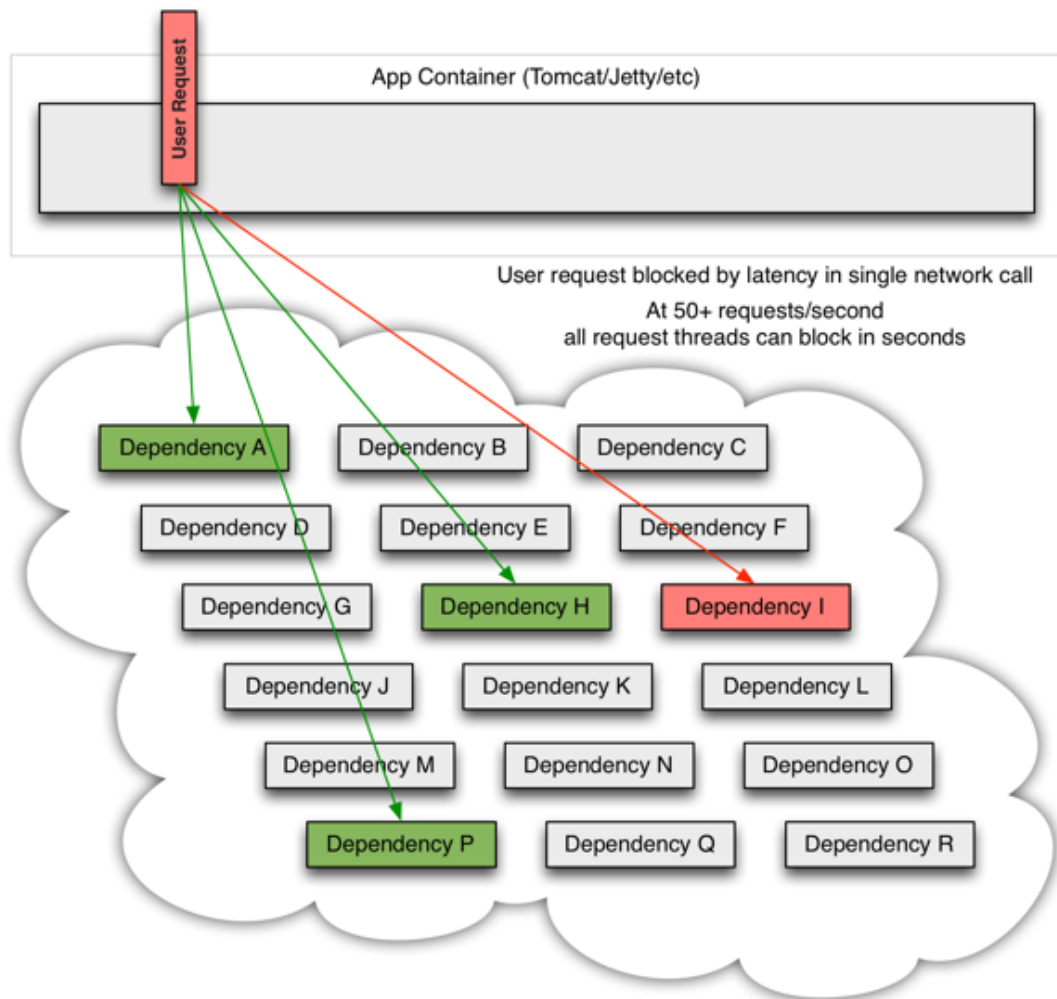 User Request
App Container (Tomcat/Jetty/etc)
User request blocked by latency in single network call
At 50+ requests/second
all request threads can block in seconds
Dependency A
Dependency B
Dependency C
Dependency D
Dependency E
Dependency F
Dependency G
Dependency H
Dependency I
Dependency J
Dependency K
Dependency L
Dependency M
Dependency N
Dependency O
Dependency P
Dependency Q
Dependency R